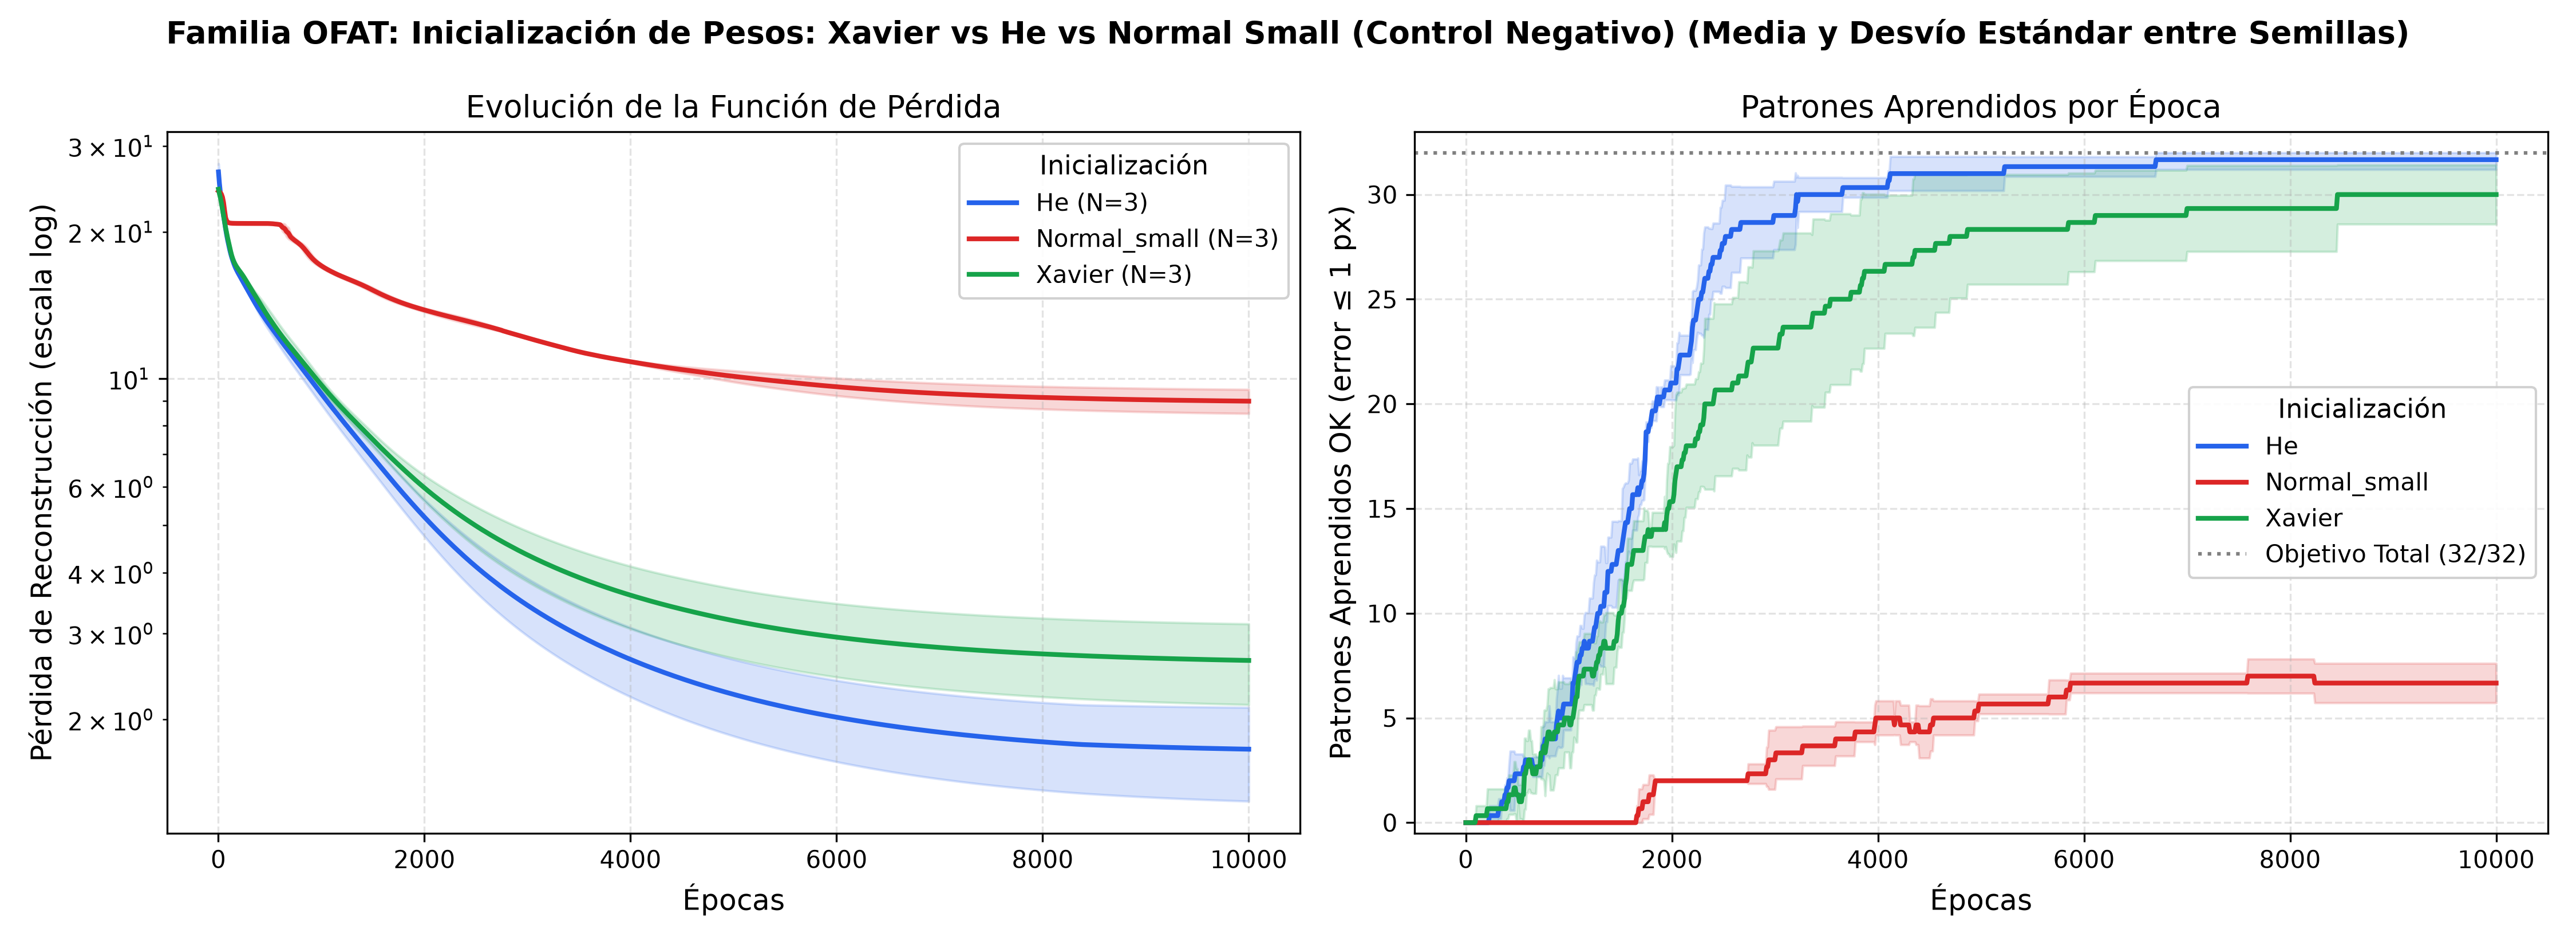 Familia OFAT: Inicialización de Pesos: Xavier vs He vs Normal Small (Control Negativo) (Media y Desvío Estándar entre Semillas)
Evolución de la Función de Pérdida
Pérdida de Reconstrucción (escala log)
3 × 10¹
2 × 10¹
10¹
6 × 10⁰
4 × 10⁰
3 × 10⁰
2 × 10⁰
Inicialización
He (N=3)
Normal_small (N=3)
Xavier (N=3)
0 2000 4000 6000 8000 10000
Épocas
Patrones Aprendidos por Época
Patrones Aprendidos OK (error ≤ 1 px)
30
25
20
15
10
5
0
Inicialización
He
Normal_small
Xavier
Objetivo Total (32/32)
0 2000 4000 6000 8000 10000
Épocas